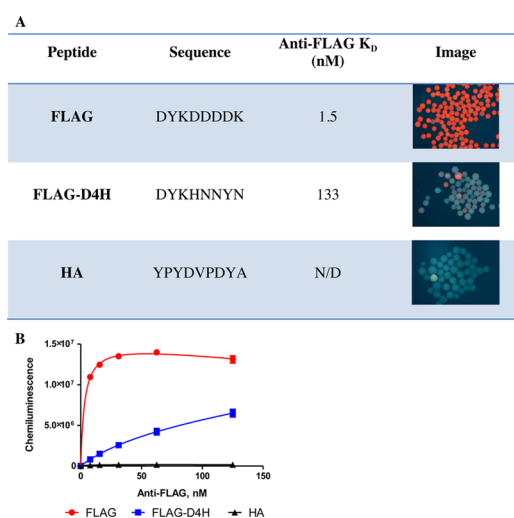 A
Peptide Sequence Anti-FLAG K_D (nM) Image
FLAG DYKDDDDK 1.5
FLAG-D4H DYKHNNYN 133
HA YPYDVPDYA N/D
B
1.5×10⁷
1.0×10⁷
5.0×10⁶
0
Chemiluminescence
0 50 100 150
Anti-FLAG, nM
FLAG FLAG-D4H HA